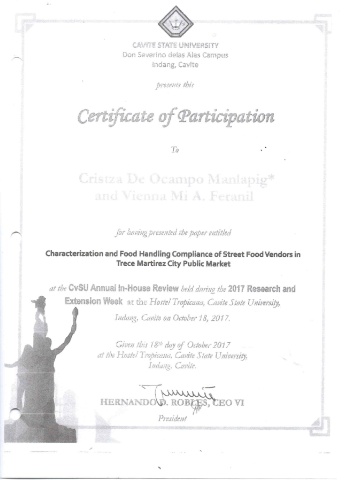 CAVITE STATE UNIVERSITY
Don Severino delas Alas Campus
Indang, Cavite
presents this
Certificate of Participation
To
Cristza De Ocampo Manlapig*
and Vienna Mi A. Feranil
for having presented the paper entitled
Characterization and Food Handling Compliance of Street Food Vendors in
Trece Martirez City Public Market
at the CvSU Annual In-House Review held during the 2017 Research and
Extension Week at the Hostel Tropicana, Cavite State University,
Indang, Cavite on October 18, 2017.
Given this 18th day of October 2017
at the Hostel Tropicana, Cavite State University,
Indang, Cavite.
HERNANDO D. ROBLES, CEO VI
President